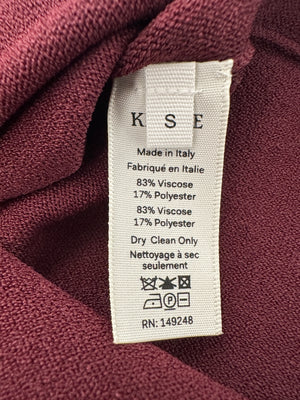 K S E
Made in Italy
Fabriqué en Italie
83% Viscose
17% Polyester
83% Viscose
17% Polyester
Dry Clean Only
Nettoyage à sec
seulement
P
RN: 149248